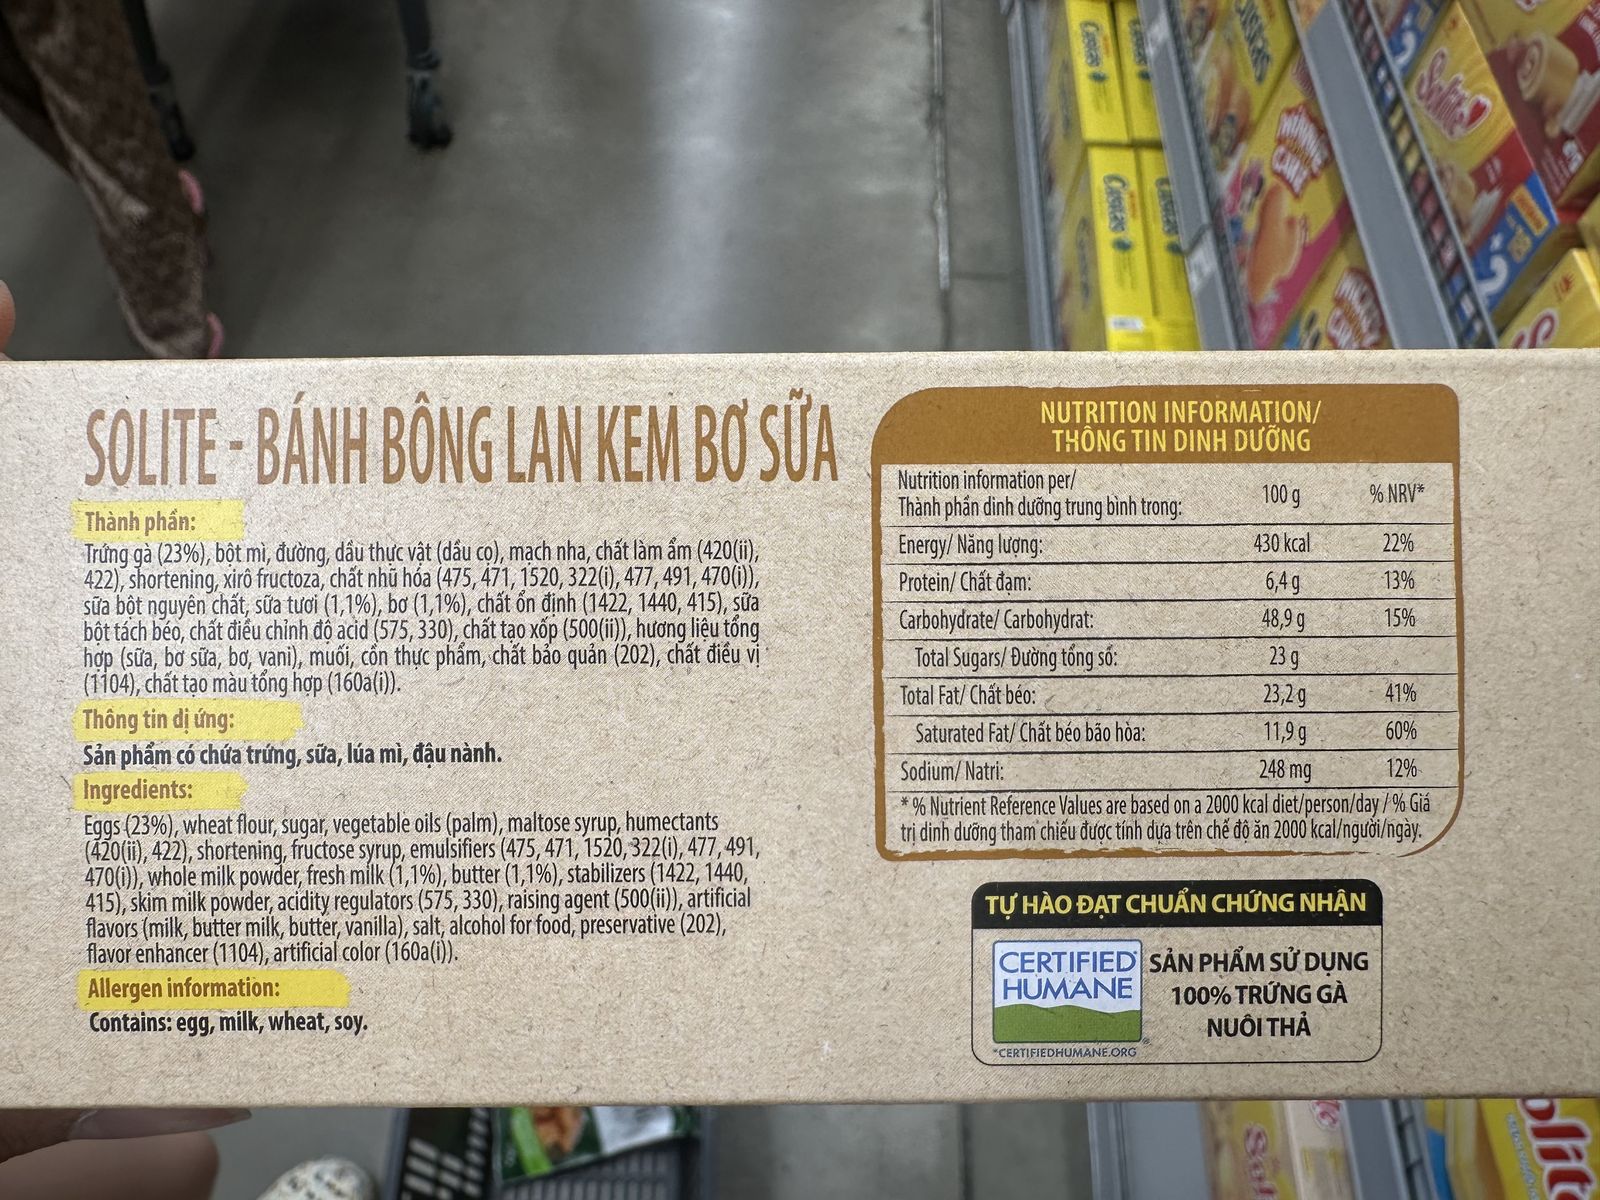 SOLITE - BÁNH BÔNG LAN KEM BƠ SỮA
Thành phần:
Trứng gà (23%), bột mì, đường, dầu thực vật (dầu cọ), mạch nha, chất làm ẩm (420(ii),
422), shortening, xirô fructoza, chất nhũ hóa (475, 471, 1520, 322(i), 477, 491, 470(i)),
sữa bột nguyên chất, sữa tươi (1,1%), bơ (1,1%), chất ổn định (1422, 1440, 415), sữa
bột tách béo, chất điều chỉnh độ acid (575, 330), chất tạo xốp (500(ii)), hương liệu tổng
hợp (sữa, bơ sữa, bơ, vani), muối, cồn thực phẩm, chất bảo quản (202), chất điều vị
(1104), chất tạo màu tổng hợp (160a(i)).
Thông tin dị ứng:
Sản phẩm có chứa trứng, sữa, lúa mì, đậu nành.
Ingredients:
Eggs (23%), wheat flour, sugar, vegetable oils (palm), maltose syrup, humectants
(420(ii), 422), shortening, fructose syrup, emulsifiers (475, 471, 1520, 322(i), 477, 491,
470(i)), whole milk powder, fresh milk (1,1%), butter (1,1%), stabilizers (1422, 1440,
415), skim milk powder, acidity regulators (575, 330), raising agent (500(ii)), artificial
flavors (milk, butter milk, butter, vanilla), salt, alcohol for food, preservative (202),
flavor enhancer (1104), artificial color (160a(i)).
Allergen information:
Contains: egg, milk, wheat, soy.
NUTRITION INFORMATION/
THÔNG TIN DINH DƯỠNG
Nutrition information per/
Thành phần dinh dưỡng trung bình trong: 100 g % NRV*
Energy/ Năng lượng: 430 kcal 22%
Protein/ Chất đạm: 6,4 g 13%
Carbohydrate/ Carbohydrat: 48,9 g 15%
Total Sugars/ Đường tổng số: 23 g
Total Fat/ Chất béo: 23,2 g 41%
Saturated Fat/ Chất béo bão hòa: 11,9 g 60%
Sodium/ Natri: 248 mg 12%
* % Nutrient Reference Values are based on a 2000 kcal diet/person/day / % Giá
trị dinh dưỡng tham chiếu được tính dựa trên chế độ ăn 2000 kcal/người/ngày.
TỰ HÀO ĐẠT CHUẨN CHỨNG NHẬN
CERTIFIED
HUMANE
®
*CERTIFIEDHUMANE.ORG
SẢN PHẨM SỬ DỤNG
100% TRỨNG GÀ
NUÔI THẢ
Solite